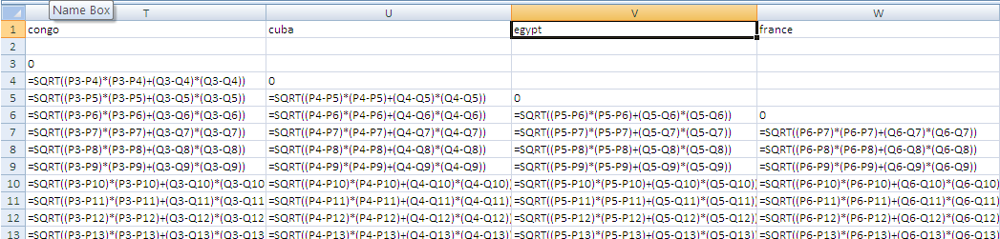 Name Box
T U V W
1 congo cuba egypt france
2
3 0
4 =SQRT((P3-P4)*(P3-P4)+(Q3-Q4)*(Q3-Q4)) 0
5 =SQRT((P3-P5)*(P3-P5)+(Q3-Q5)*(Q3-Q5)) =SQRT((P4-P5)*(P4-P5)+(Q4-Q5)*(Q4-Q5)) 0
6 =SQRT((P3-P6)*(P3-P6)+(Q3-Q6)*(Q3-Q6)) =SQRT((P4-P6)*(P4-P6)+(Q4-Q6)*(Q4-Q6)) =SQRT((P5-P6)*(P5-P6)+(Q5-Q6)*(Q5-Q6)) 0
7 =SQRT((P3-P7)*(P3-P7)+(Q3-Q7)*(Q3-Q7)) =SQRT((P4-P7)*(P4-P7)+(Q4-Q7)*(Q4-Q7)) =SQRT((P5-P7)*(P5-P7)+(Q5-Q7)*(Q5-Q7)) =SQRT((P6-P7)*(P6-P7)+(Q6-Q7)*(Q6-Q7))
8 =SQRT((P3-P8)*(P3-P8)+(Q3-Q8)*(Q3-Q8)) =SQRT((P4-P8)*(P4-P8)+(Q4-Q8)*(Q4-Q8)) =SQRT((P5-P8)*(P5-P8)+(Q5-Q8)*(Q5-Q8)) =SQRT((P6-P8)*(P6-P8)+(Q6-Q8)*(Q6-Q8))
9 =SQRT((P3-P9)*(P3-P9)+(Q3-Q9)*(Q3-Q9)) =SQRT((P4-P9)*(P4-P9)+(Q4-Q9)*(Q4-Q9)) =SQRT((P5-P9)*(P5-P9)+(Q5-Q9)*(Q5-Q9)) =SQRT((P6-P9)*(P6-P9)+(Q6-Q9)*(Q6-Q9))
10 =SQRT((P3-P10)*(P3-P10)+(Q3-Q10)*(Q3-Q10 =SQRT((P4-P10)*(P4-P10)+(Q4-Q10)*(Q4-Q10)) =SQRT((P5-P10)*(P5-P10)+(Q5-Q10)*(Q5-Q10)) =SQRT((P6-P10)*(P6-P10)+(Q6-Q10)*(Q6-Q10)
11 =SQRT((P3-P11)*(P3-P11)+(Q3-Q11)*(Q3-Q11 =SQRT((P4-P11)*(P4-P11)+(Q4-Q11)*(Q4-Q11)) =SQRT((P5-P11)*(P5-P11)+(Q5-Q11)*(Q5-Q11)) =SQRT((P6-P11)*(P6-P11)+(Q6-Q11)*(Q6-Q11)
12 =SQRT((P3-P12)*(P3-P12)+(Q3-Q12)*(Q3-Q12 =SQRT((P4-P12)*(P4-P12)+(Q4-Q12)*(Q4-Q12)) =SQRT((P5-P12)*(P5-P12)+(Q5-Q12)*(Q5-Q12)) =SQRT((P6-P12)*(P6-P12)+(Q6-Q12)*(Q6-Q12)
13 =SQRT((P3-P13)*(P3-P13)+(Q3-Q13)*(Q3-Q13 =SQRT((P4-P13)*(P4-P13)+(Q4-Q13)*(Q4-Q13)) =SQRT((P5-P13)*(P5-P13)+(Q5-Q13)*(Q5-Q13)) =SQRT((P6-P13)*(P6-P13)+(Q6-Q13)*(Q6-Q13)